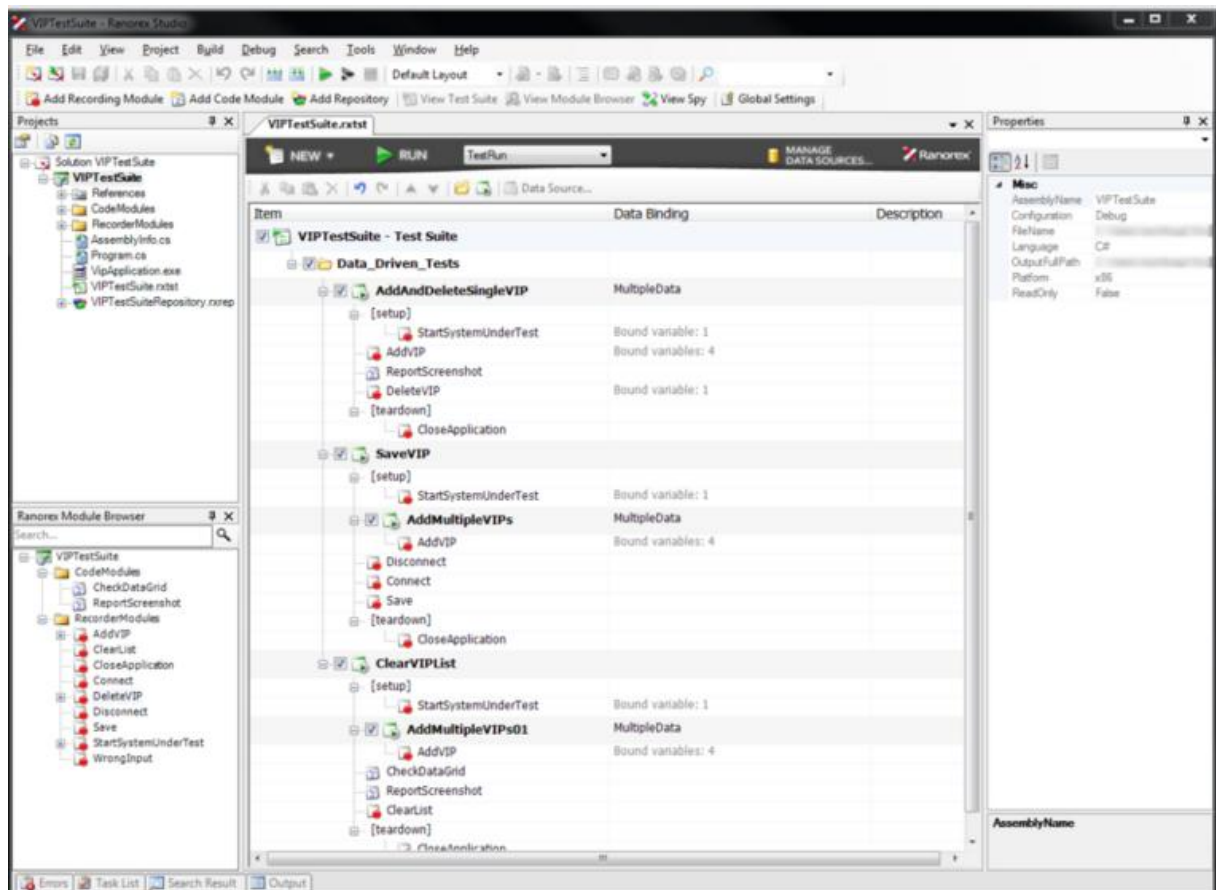 VIPTestSuite - Ranorex Studio
File Edit View Project Build Debug Search Tools Window Help
Default Layout
Add Recording Module Add Code Module Add Repository View Test Suite View Module Browser View Spy Global Settings
Projects
Solution VIPTestSuite
VIPTestSuite
References
CodeModules
RecorderModules
AssemblyInfo.cs
Program.cs
VipApplication.exe
VIPTestSuite.rxtst
VIPTestSuiteRepository.rxrep
Ranorex Module Browser
Search...
VIPTestSuite
CodeModules
CheckDataGrid
ReportScreenshot
RecorderModules
AddVIP
ClearList
CloseApplication
Connect
DeleteVIP
Disconnect
Save
StartSystemUnderTest
WrongInput
VIPTestSuite.rxtst
NEW RUN TestRun MANAGE DATA SOURCES... Ranorex
Data Source...
Item Data Binding Description
VIPTestSuite - Test Suite
Data_Driven_Tests
AddAndDeleteSingleVIP MultipleData
[setup]
StartSystemUnderTest Bound variable: 1
AddVIP Bound variables: 4
ReportScreenshot
DeleteVIP Bound variable: 1
[teardown]
CloseApplication
SaveVIP
[setup]
StartSystemUnderTest Bound variable: 1
AddMultipleVIPs MultipleData
AddVIP Bound variables: 4
Disconnect
Connect
Save
[teardown]
CloseApplication
ClearVIPList
[setup]
StartSystemUnderTest Bound variable: 1
AddMultipleVIPs01 MultipleData
AddVIP Bound variables: 4
CheckDataGrid
ReportScreenshot
ClearList
[teardown]
CloseApplication
Properties
Misc
AssemblyName VIPTestSuite
Configuration Debug
FileName
Language C#
OutputFullPath
Platform x86
ReadOnly False
AssemblyName
Errors Task List Search Result Output